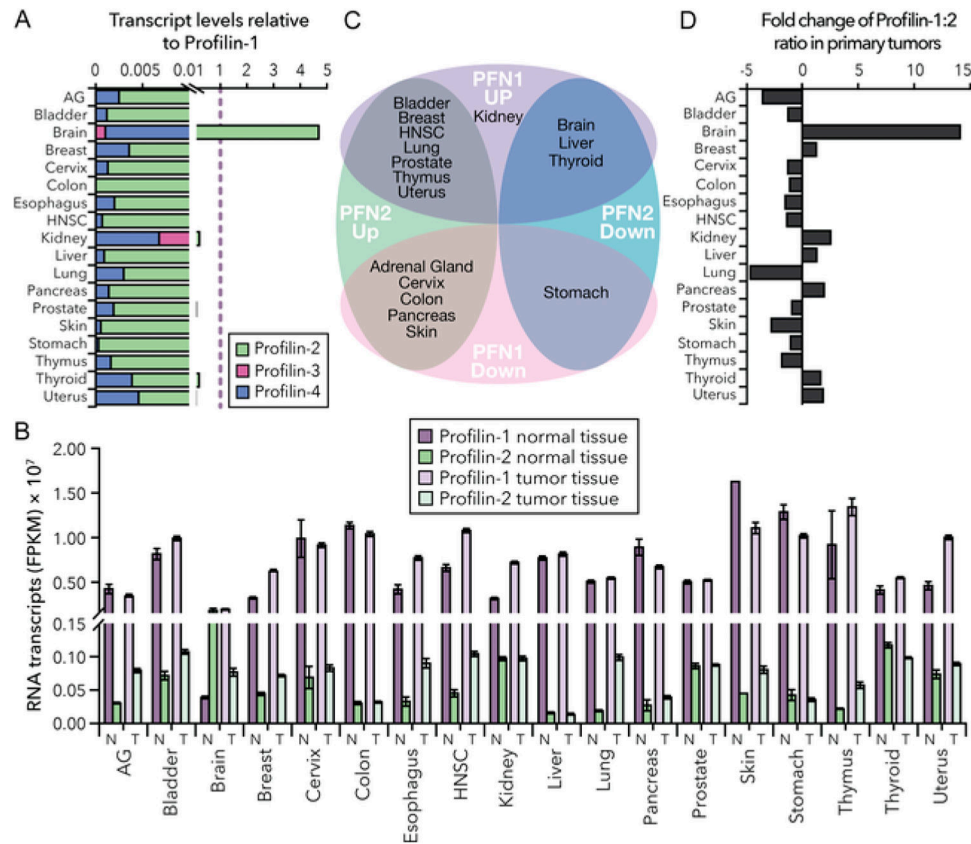 A
Transcript levels relative
to Profilin-1
0 0.005 0.01 1 2 3 4 5
AG
Bladder
Brain
Breast
Cervix
Colon
Esophagus
HNSC
Kidney
Liver
Lung
Pancreas
Prostate
Skin
Stomach
Thymus
Thyroid
Uterus
Profilin-2
Profilin-3
Profilin-4
C
PFN1
UP
Kidney
Bladder
Breast
HNSC
Lung
Prostate
Thymus
Uterus
Brain
Liver
Thyroid
PFN2
Up
PFN2
Down
Adrenal Gland
Cervix
Colon
Pancreas
Skin
Stomach
PFN1
Down
D
Fold change of Profilin-1:2
ratio in primary tumors
-5 0 5 10 15
AG
Bladder
Brain
Breast
Cervix
Colon
Esophagus
HNSC
Kidney
Liver
Lung
Pancreas
Prostate
Skin
Stomach
Thymus
Thyroid
Uterus
B
RNA transcripts (FPKM) × 10⁷
2.00
1.50
1.00
0.50
0.15
0.10
0.05
0.00
Profilin-1 normal tissue
Profilin-2 normal tissue
Profilin-1 tumor tissue
Profilin-2 tumor tissue
N T N T N T N T N T N T N T N T N T N T N T N T N T N T N T N T N T N T
AG
Bladder
Brain
Breast
Cervix
Colon
Esophagus
HNSC
Kidney
Liver
Lung
Pancreas
Prostate
Skin
Stomach
Thymus
Thyroid
Uterus